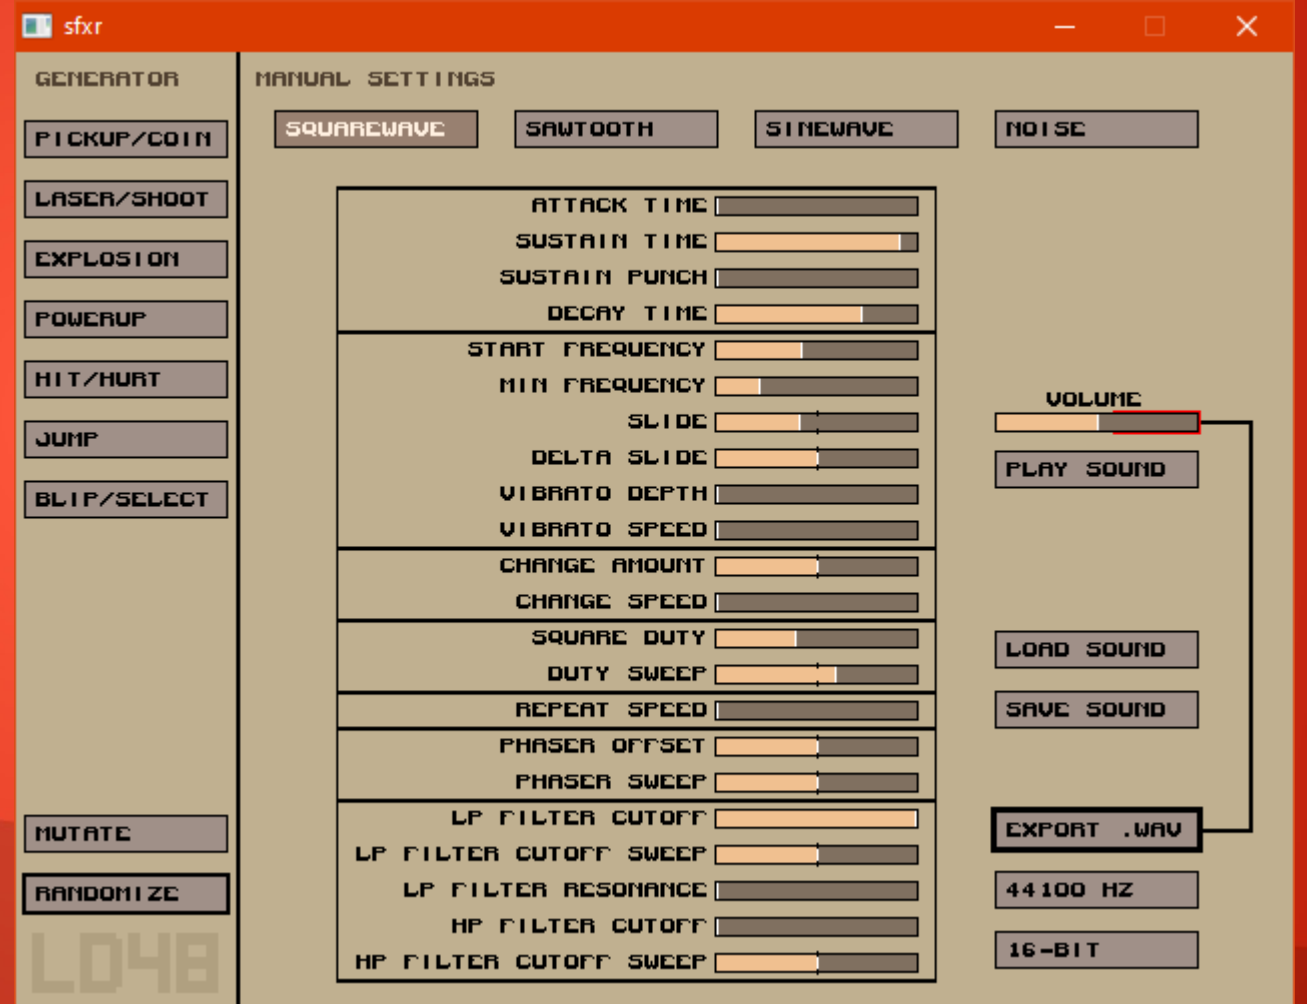 sfxr
GENERATOR
PICKUP/COIN
LASER/SHOOT
EXPLOSION
POWERUP
HIT/HURT
JUMP
BLIP/SELECT
MUTATE
RANDOMIZE
LD48
MANUAL SETTINGS
SQUAREWAVE
SAWTOOTH
SINEWAVE
NOISE
ATTACK TIME
SUSTAIN TIME
SUSTAIN PUNCH
DECAY TIME
START FREQUENCY
MIN FREQUENCY
SLIDE
DELTA SLIDE
VIBRATO DEPTH
VIBRATO SPEED
CHANGE AMOUNT
CHANGE SPEED
SQUARE DUTY
DUTY SWEEP
REPEAT SPEED
PHASER OFFSET
PHASER SWEEP
LP FILTER CUTOFF
LP FILTER CUTOFF SWEEP
LP FILTER RESONANCE
HP FILTER CUTOFF
HP FILTER CUTOFF SWEEP
VOLUME
PLAY SOUND
LOAD SOUND
SAVE SOUND
EXPORT .WAV
44100 HZ
16-BIT